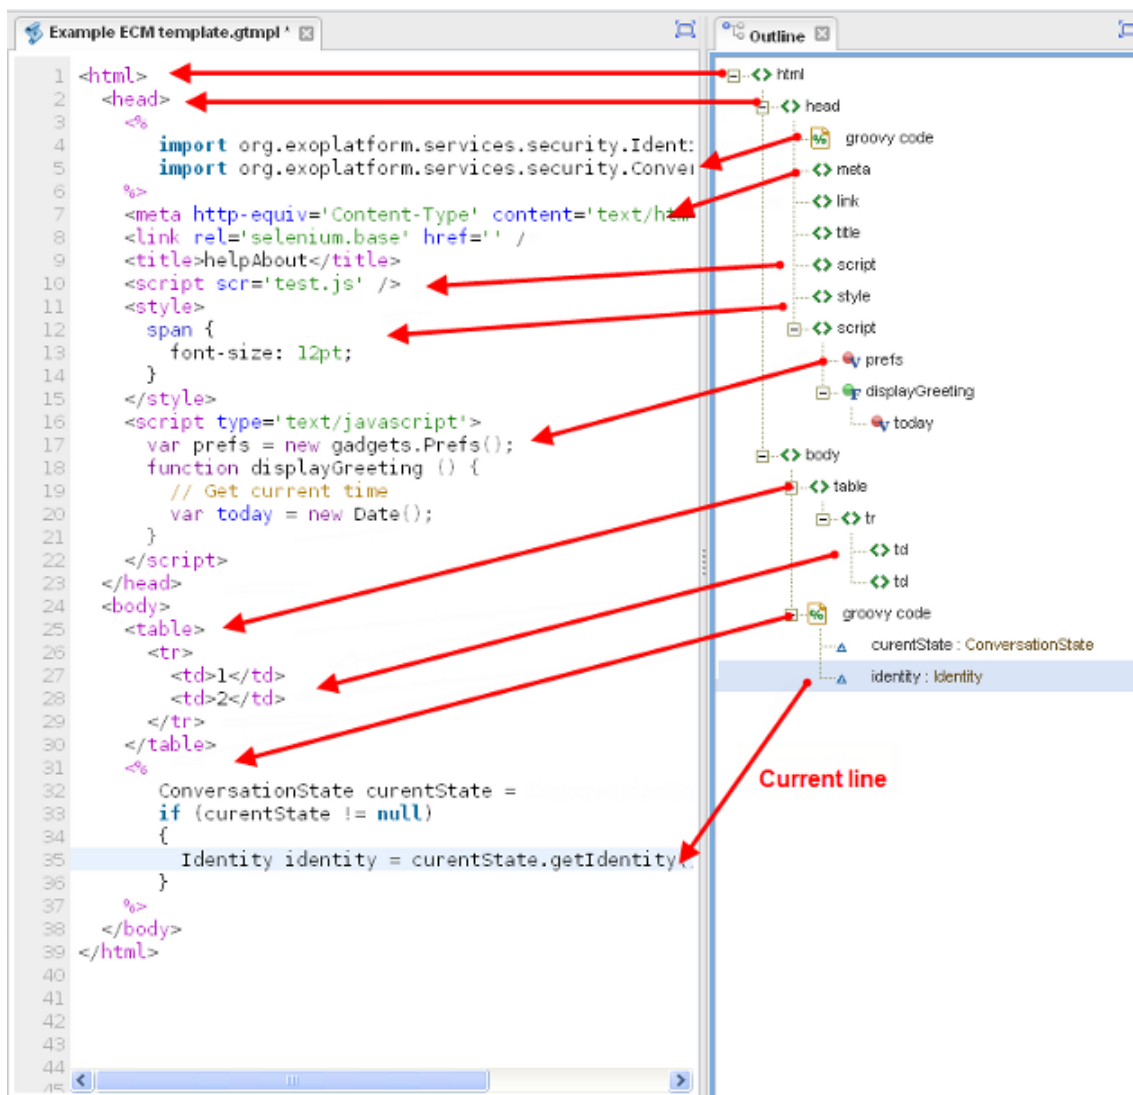 Example ECM template.gtmpl *
1 <html>
2 <head>
3 <%
4 import org.exoplatform.services.security.Identi
5 import org.exoplatform.services.security.Conver
6 %>
7 <meta http-equiv='Content-Type' content='text/htm
8 <link rel='selenium.base' href='' /
9 <title>helpAbout</title>
10 <script scr='test.js' />
11 <style>
12 span {
13 font-size: 12pt;
14 }
15 </style>
16 <script type='text/javascript'>
17 var prefs = new gadgets.Prefs();
18 function displayGreeting () {
19 // Get current time
20 var today = new Date();
21 }
22 </script>
23 </head>
24 <body>
25 <table>
26 <tr>
27 <td>1</td>
28 <td>2</td>
29 </tr>
30 </table>
31 <%
32 ConversationState curentState =
33 if (curentState != null)
34 {
35 Identity identity = curentState.getIdentity(
36 }
37 %>
38 </body>
39 </html>
40
41
42
43
44
45
Outline
<> html
<> head
groovy code
<> meta
<> link
<> title
<> script
<> style
<> script
V prefs
F displayGreeting
V today
<> body
<> table
<> tr
<> td
<> td
groovy code
curentState : ConversationState
identity : Identity
Current line